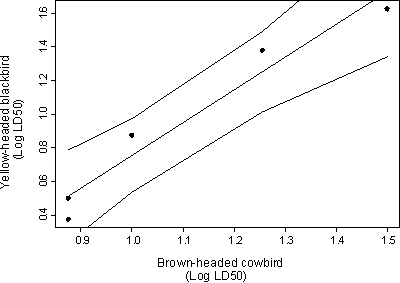 Yellow-headed blackbird
(Log LD50)
1.6
1.4
1.2
1.0
0.8
0.6
0.4
0.9 1.0 1.1 1.2 1.3 1.4 1.5
Brown-headed cowbird
(Log LD50)